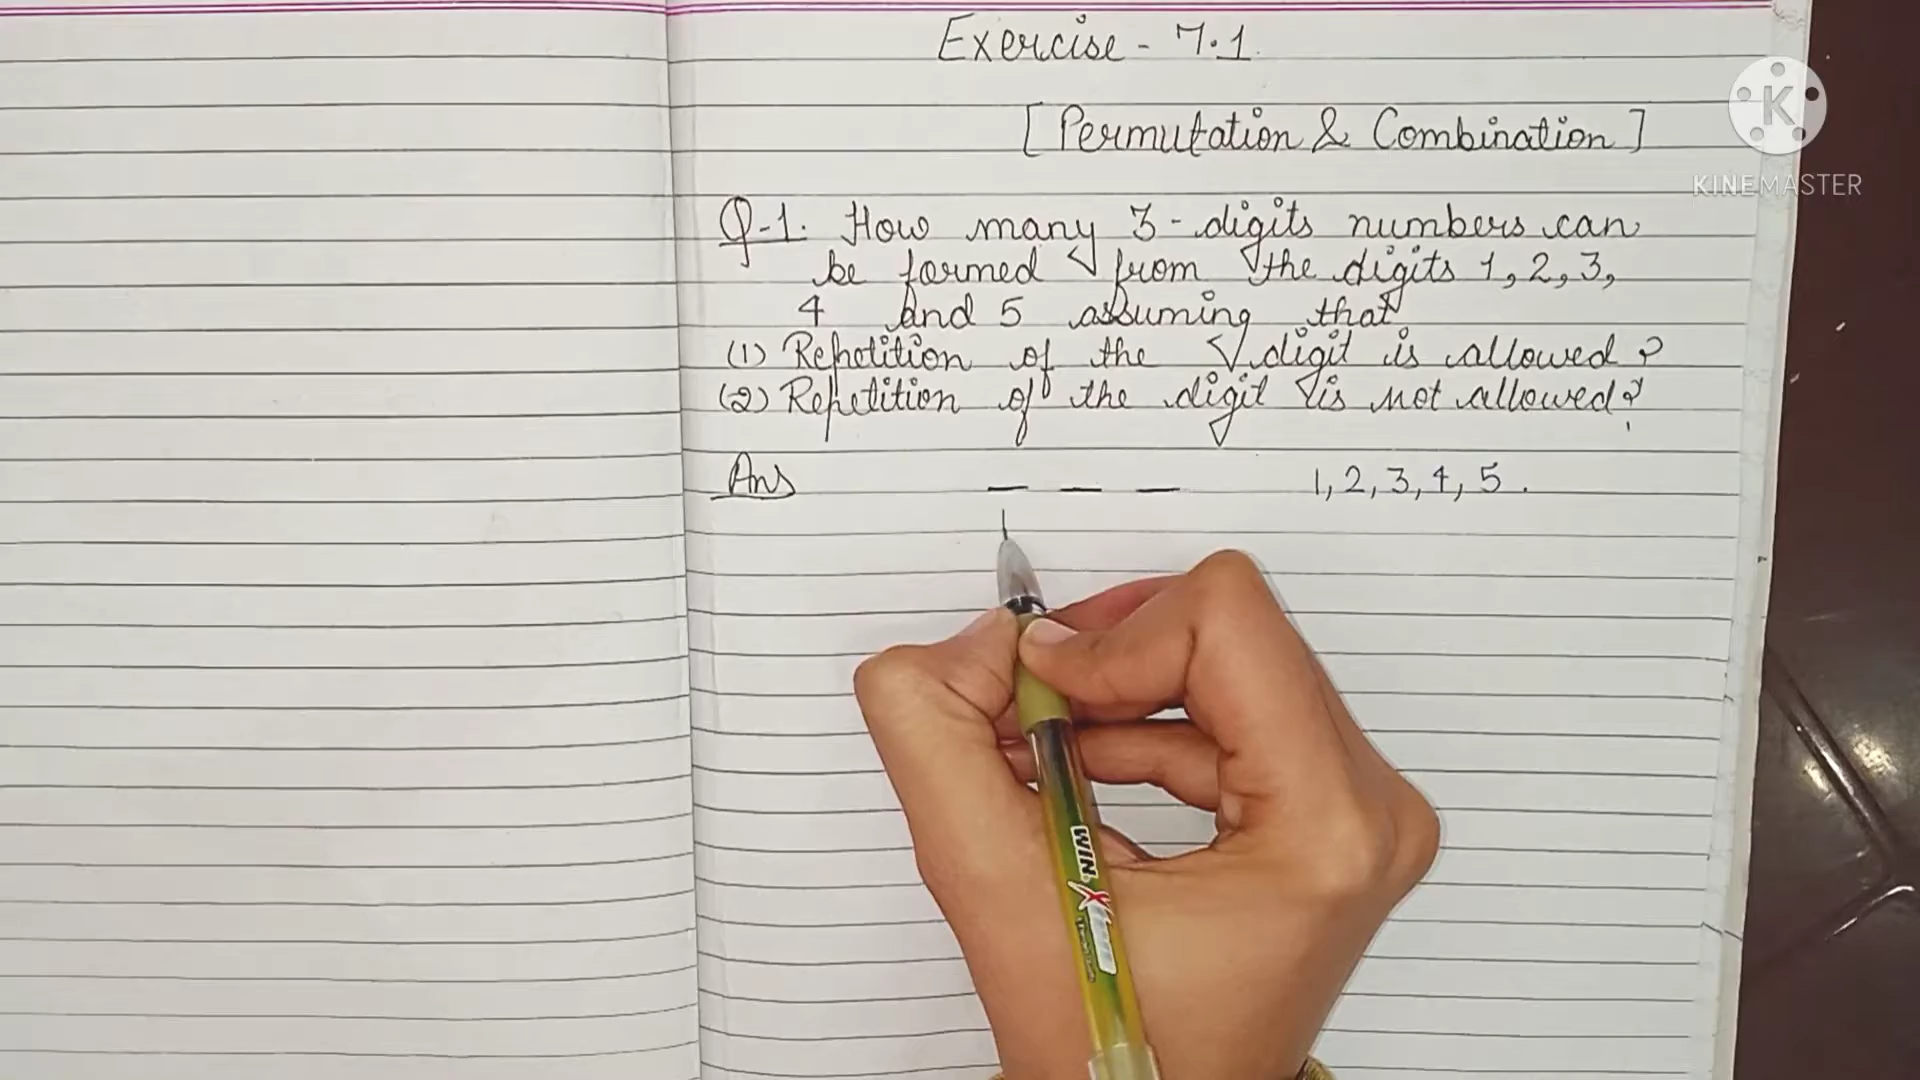 Exercise - 7.1
[Permutation & Combination]
K
KINEMASTER
Q-1. How many 3-digits numbers can
be formed from the digits 1, 2, 3,
4 and 5 assuming that
(1) Repetition of the digit is allowed?
(2) Repetition of the digit is not allowed?
Ans _ _ _ 1, 2, 3, 4, 5.
WIN